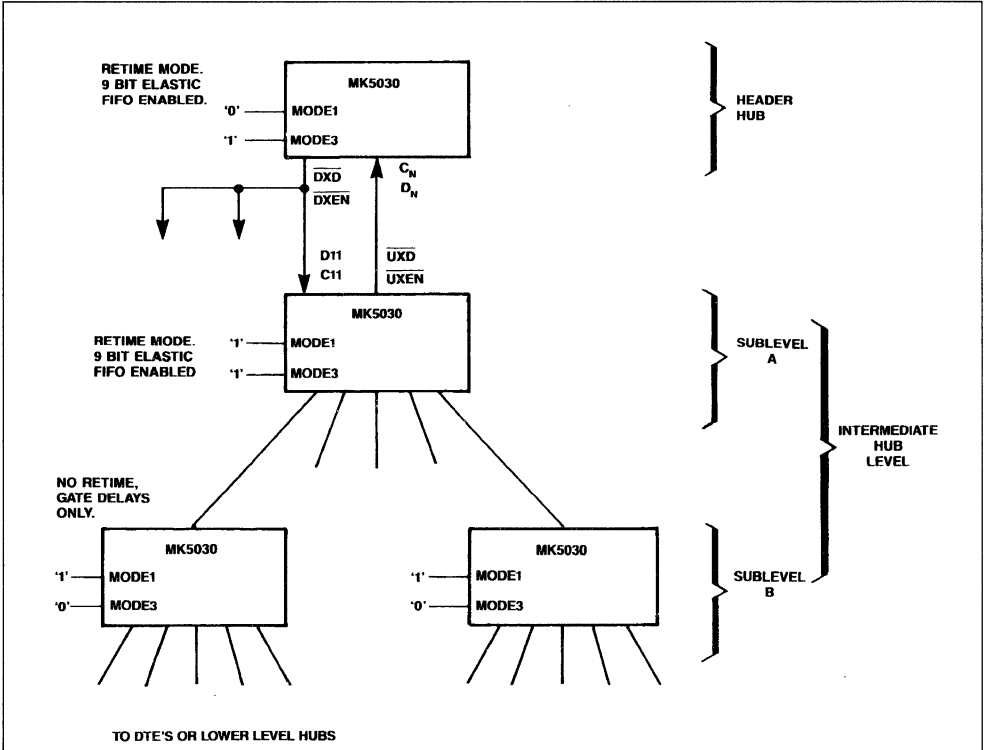 RETIME MODE.
9 BIT ELASTIC
FIFO ENABLED.
MK5030
'0'
MODE1
'1'
MODE3
HEADER
HUB
DXD
DXEN
CN
DN
D11
C11
UXD
UXEN
MK5030
RETIME MODE.
9 BIT ELASTIC
FIFO ENABLED
'1'
MODE1
'1'
MODE3
SUBLEVEL
A
INTERMEDIATE
HUB
LEVEL
NO RETIME,
GATE DELAYS
ONLY.
MK5030
'1'
MODE1
'0'
MODE3
MK5030
'1'
MODE1
'0'
MODE3
SUBLEVEL
B
TO DTE'S OR LOWER LEVEL HUBS